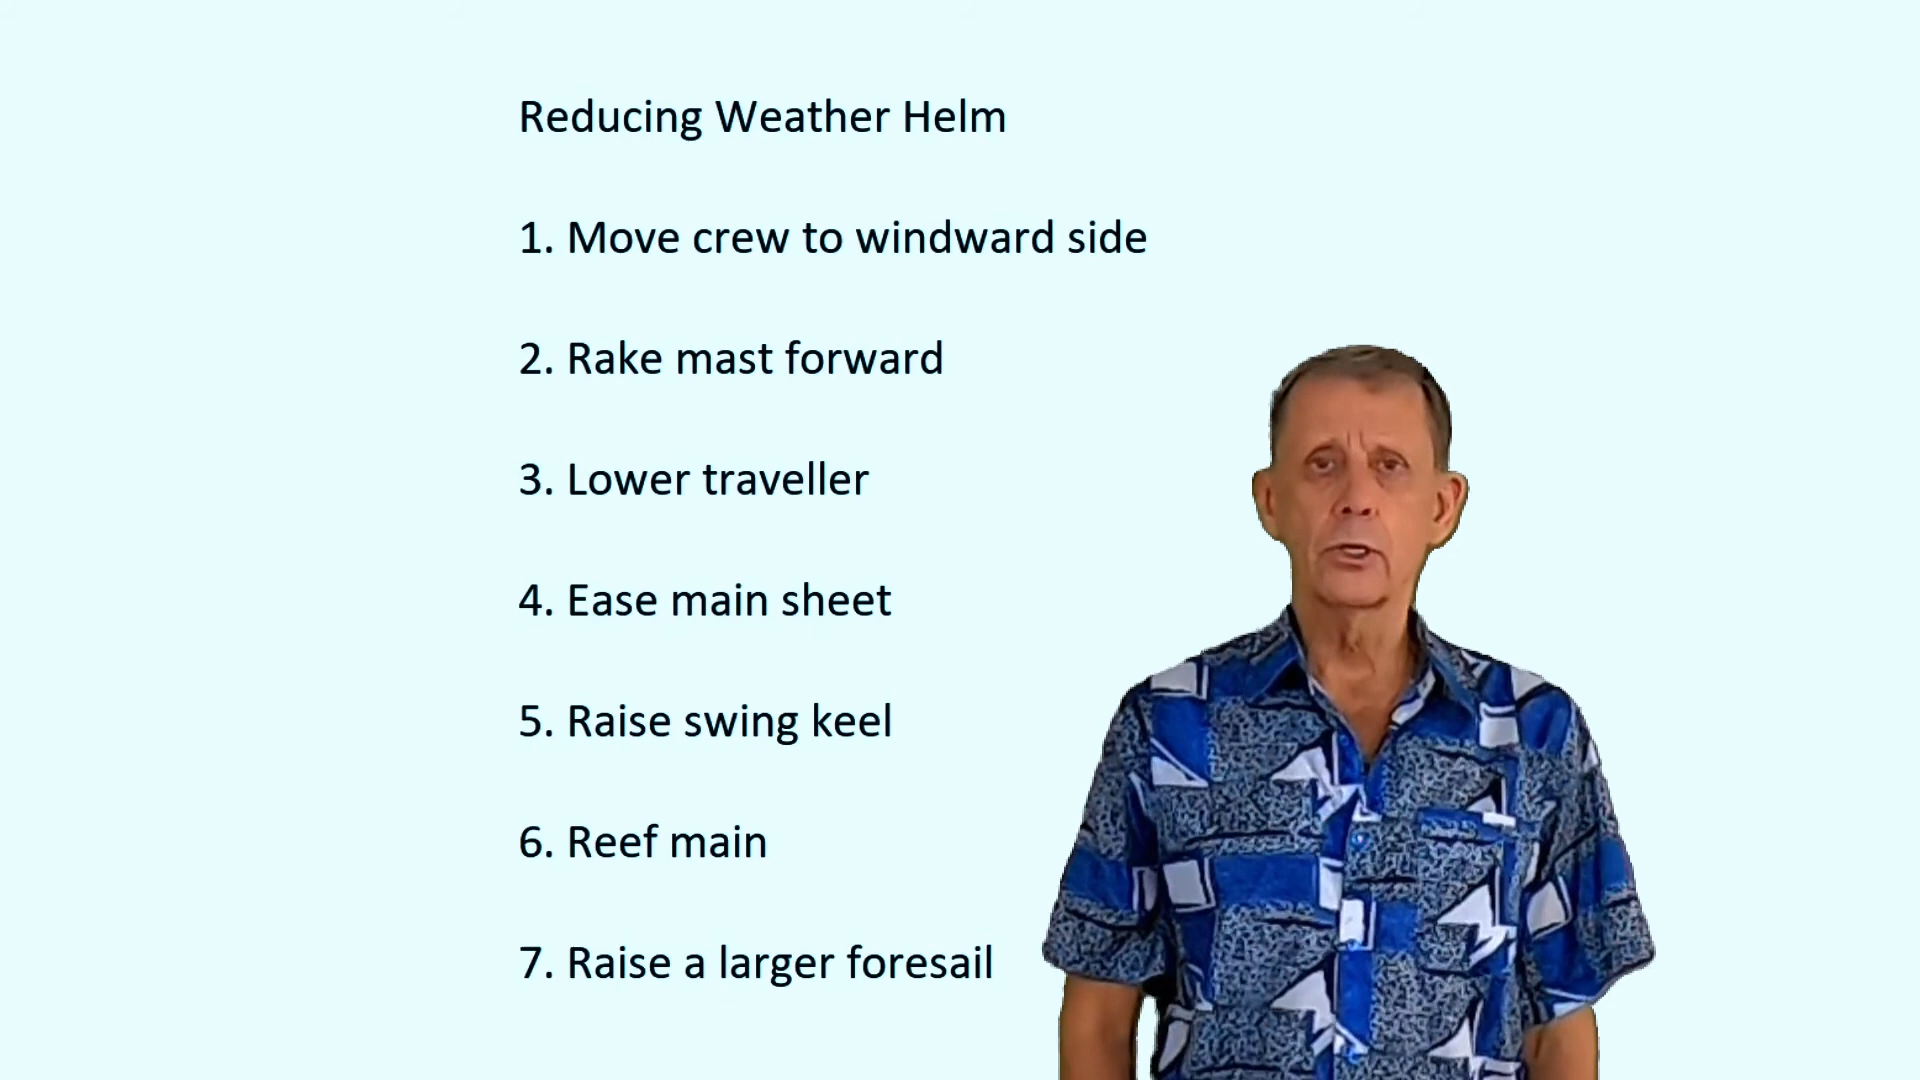 Reducing Weather Helm
1. Move crew to windward side
2. Rake mast forward
3. Lower traveller
4. Ease main sheet
5. Raise swing keel
6. Reef main
7. Raise a larger foresail